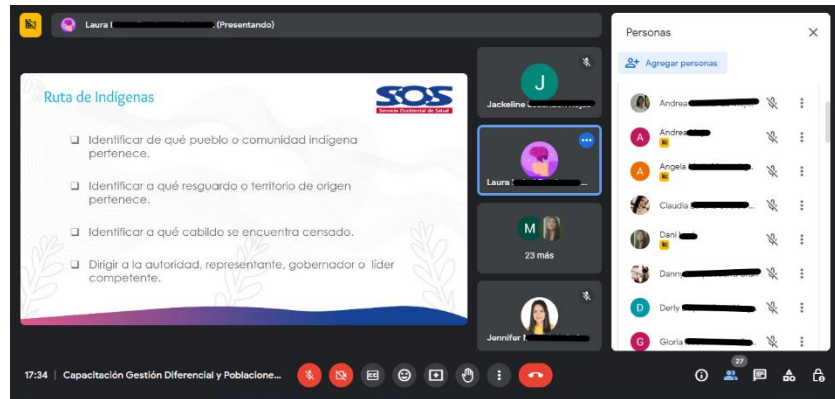 Laura (Presentando)
Ruta de Indígenas
SOS
Servicio Occidental de Salud
❑ Identificar de qué pueblo o comunidad indígena
pertenece.
❑ Identificar a qué resguardo o territorio de origen
pertenece.
❑ Identificar a qué cabildo se encuentra censado.
❑ Dirigir a la autoridad, representante, gobernador o líder
competente.
J
Jackeline
Laura
M
23 más
Jennifer
Personas
Agregar personas
Andrea
A
Andrea
A
Angela
Claudia
Dani
Danny
D
Derly
G
Gloria
17:34 | Capacitación Gestión Diferencial y Poblacione...
27